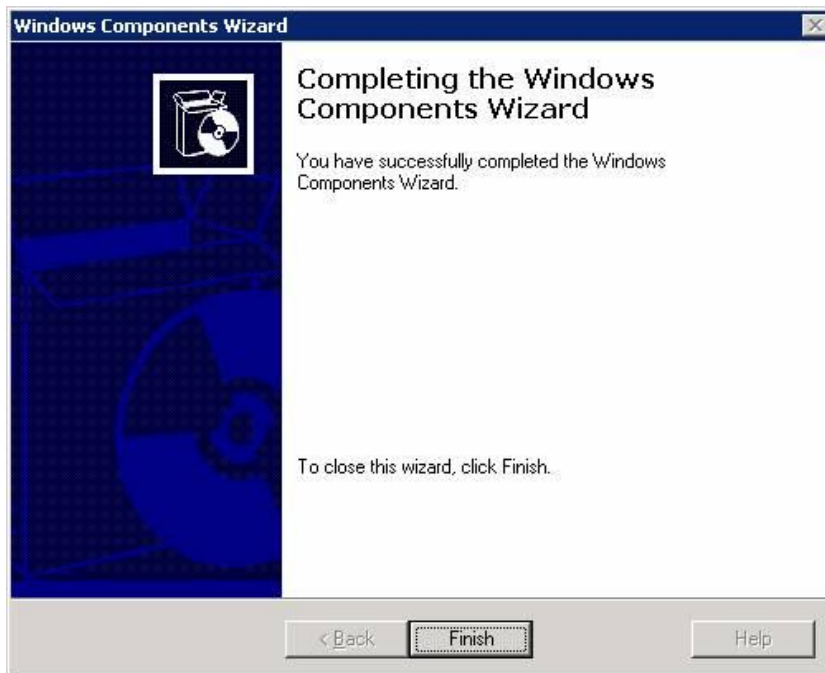 Windows Components Wizard
Completing the Windows
Components Wizard
You have successfully completed the Windows
Components Wizard.
To close this wizard, click Finish.
< Back Finish Help